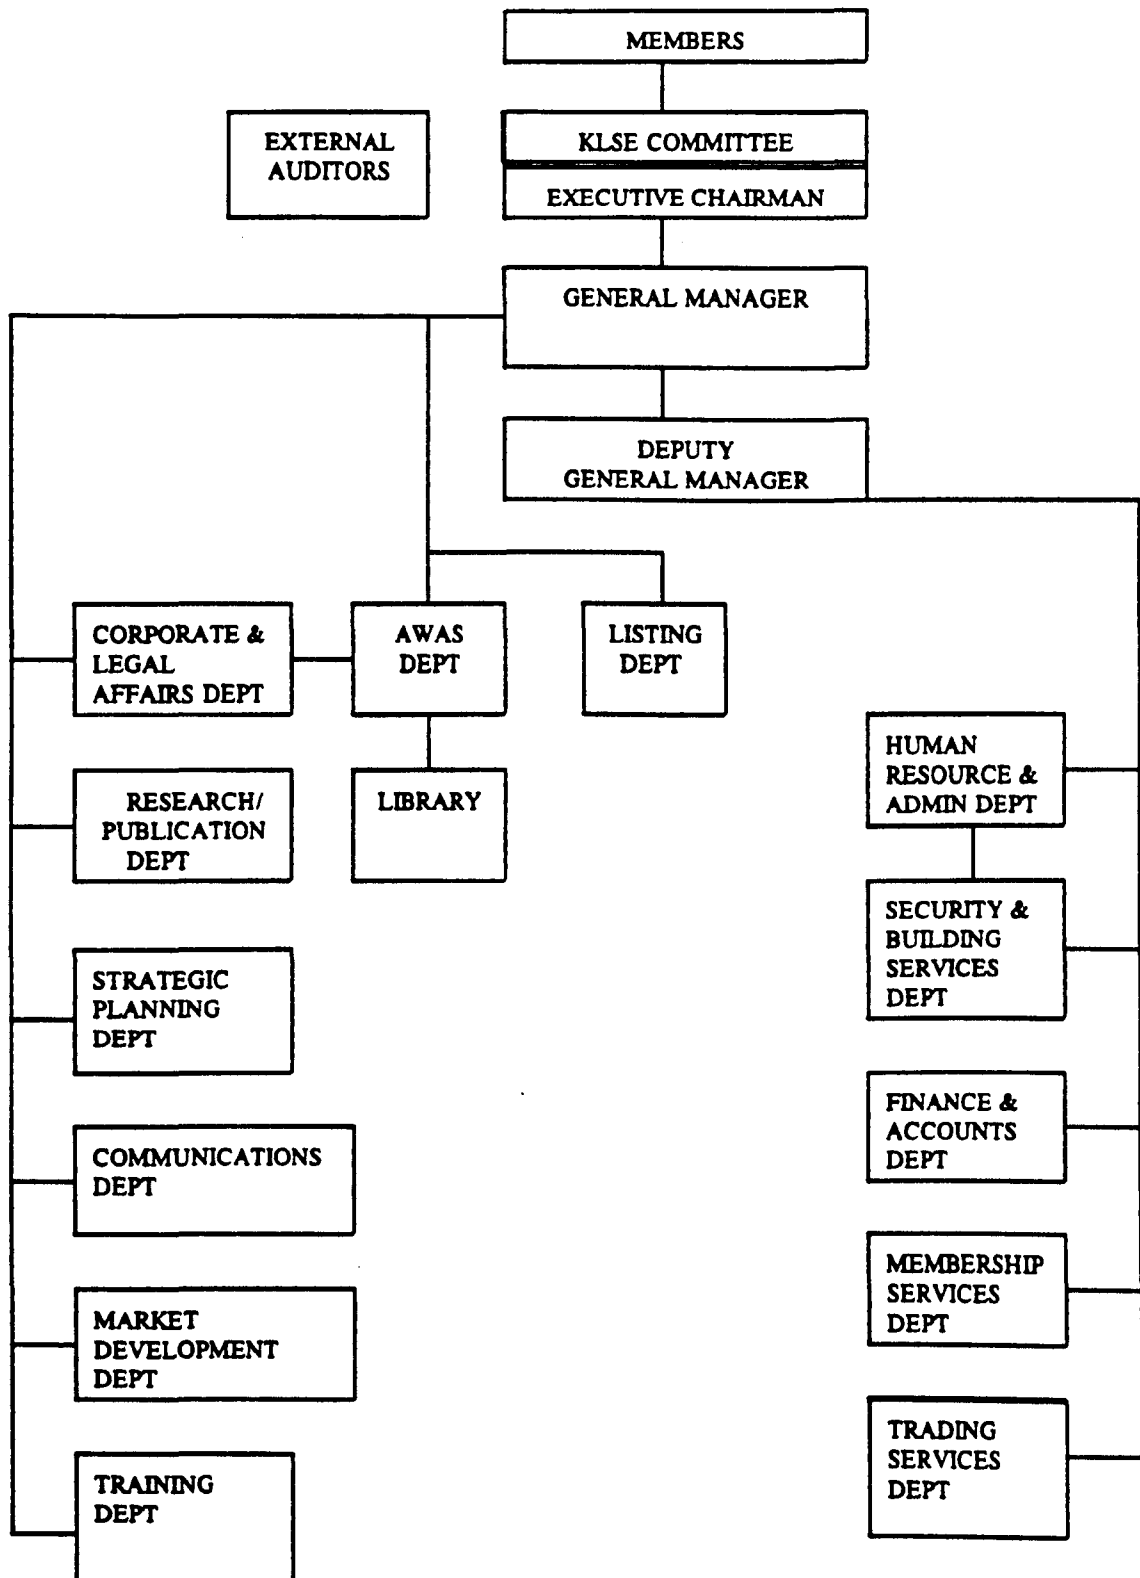 MEMBERS
EXTERNAL
AUDITORS
KLSE COMMITTEE
EXECUTIVE CHAIRMAN
GENERAL MANAGER
DEPUTY
GENERAL MANAGER
CORPORATE &
LEGAL
AFFAIRS DEPT
AWAS
DEPT
LISTING
DEPT
RESEARCH/
PUBLICATION
DEPT
LIBRARY
HUMAN
RESOURCE &
ADMIN DEPT
SECURITY &
BUILDING
SERVICES
DEPT
STRATEGIC
PLANNING
DEPT
FINANCE &
ACCOUNTS
DEPT
COMMUNICATIONS
DEPT
MEMBERSHIP
SERVICES
DEPT
MARKET
DEVELOPMENT
DEPT
TRADING
SERVICES
DEPT
TRAINING
DEPT